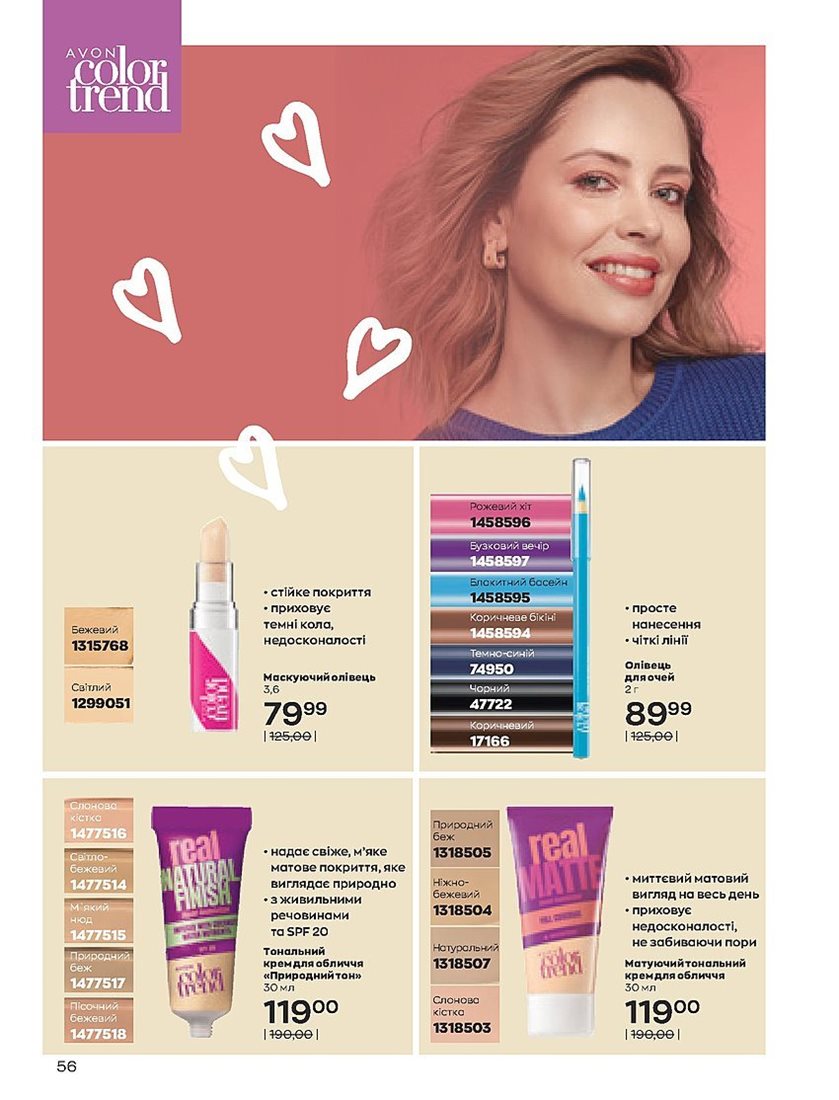 AVON
color
trend
Бежевий
1315768
Світлий
1299051
color
trend
• стійке покриття
• приховує
темні кола,
недосконалості
Маскуючий олівець
3,6
79⁹⁹
|125,00|
Рожевий хіт
1458596
Бузковий вечір
1458597
Блакитний басейн
1458595
Коричневе бікіні
1458594
Темно-синій
74950
Чорний
47722
Коричневий
17166
• просте
нанесення
• чіткі лінії
Олівець
для очей
2 г
89⁹⁹
|125,00|
Слонова
кістка
1477516
Світло-
бежевий
1477514
М'який
нюд
1477515
Природний
беж
1477517
Пісочний
бежевий
1477518
real
NATURAL
FINISH
color
trend
• надає свіже, м'яке
матове покриття, яке
виглядає природно
• з живильними
речовинами
та SPF 20
Тональний
крем для обличчя
«Природний тон»
30 мл
119⁰⁰
|190,00|
Природний
беж
1318505
Ніжно-
бежевий
1318504
Натуральний
1318507
Слонова
кістка
1318503
real
MATTE
color
trend
• миттєвий матовий
вигляд на весь день
• приховує
недосконалості,
не забиваючи пори
Матуючий тональний
крем для обличчя
30 мл
119⁰⁰
|190,00|
56